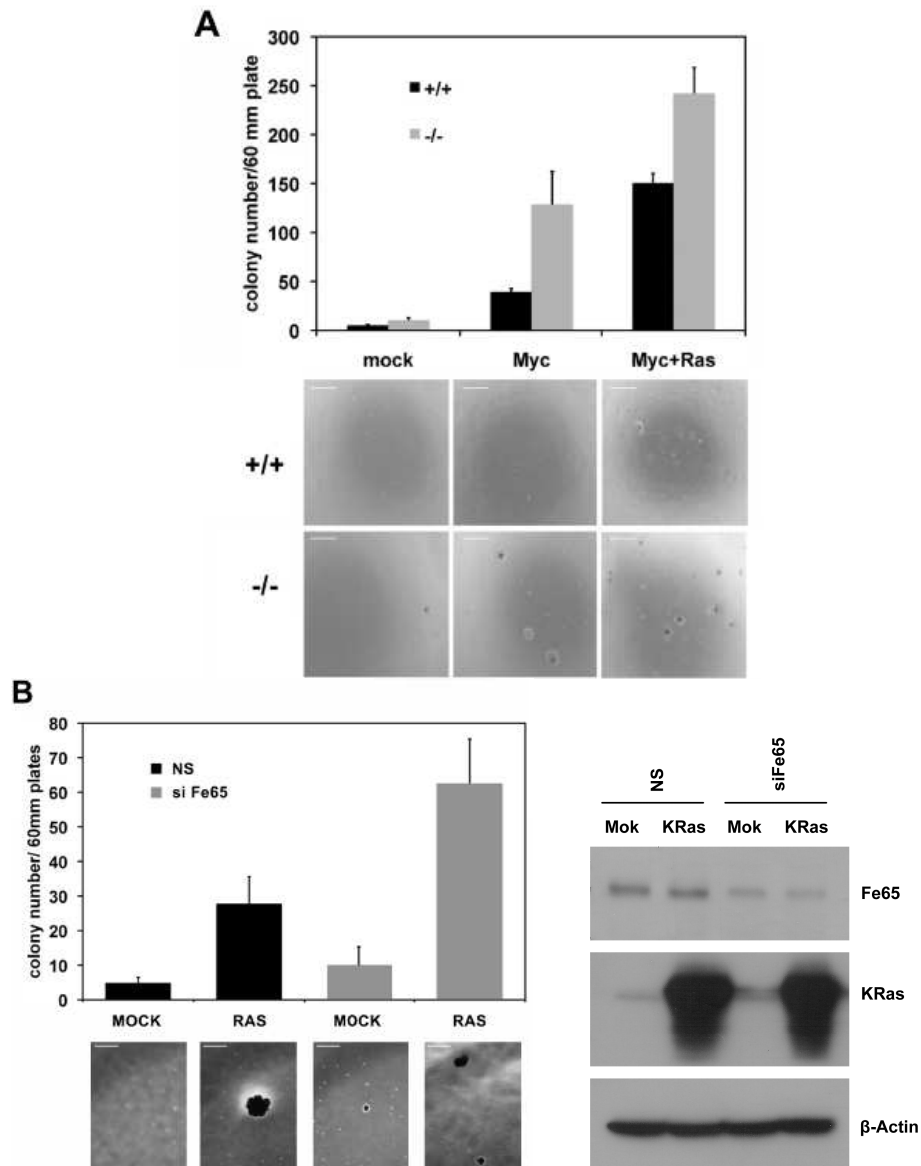 A
300
250
200
150
100
50
0
colony number/60 mm plate
+/+
-/-
mock Myc Myc+Ras
+/+
-/-
B
80
70
60
50
40
30
20
10
0
colony number/ 60mm plates
NS
si Fe65
MOCK RAS MOCK RAS
NS siFe65
Mok KRas Mok KRas
Fe65
KRas
β-Actin